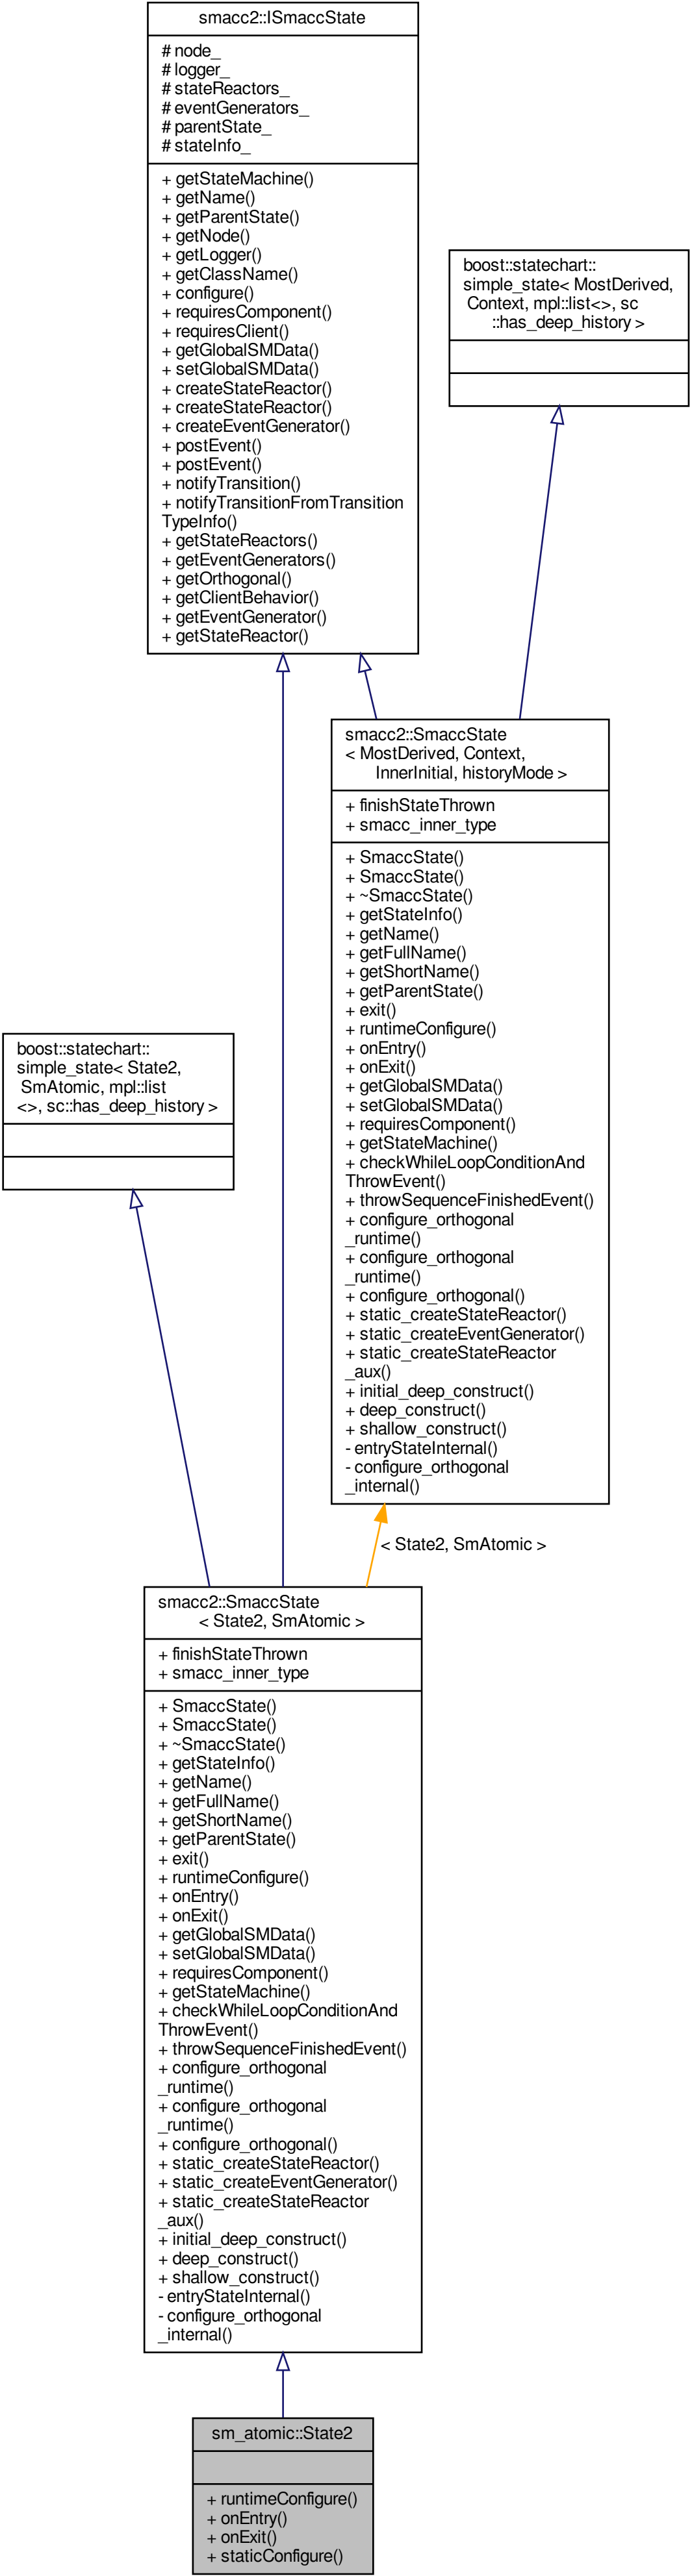 smacc2::ISmaccState
# node_
# logger_
# stateReactors_
# eventGenerators_
# parentState_
# stateInfo_
+ getStateMachine()
+ getName()
+ getParentState()
+ getNode()
+ getLogger()
+ getClassName()
+ configure()
+ requiresComponent()
+ requiresClient()
+ getGlobalSMData()
+ setGlobalSMData()
+ createStateReactor()
+ createStateReactor()
+ createEventGenerator()
+ postEvent()
+ postEvent()
+ notifyTransition()
+ notifyTransitionFromTransition
TypeInfo()
+ getStateReactors()
+ getEventGenerators()
+ getOrthogonal()
+ getClientBehavior()
+ getEventGenerator()
+ getStateReactor()
boost::statechart::
simple_state< MostDerived,
Context, mpl::list<>, sc
::has_deep_history >
smacc2::SmaccState
< MostDerived, Context,
InnerInitial, historyMode >
+ finishStateThrown
+ smacc_inner_type
+ SmaccState()
+ SmaccState()
+ ~SmaccState()
+ getStateInfo()
+ getName()
+ getFullName()
+ getShortName()
+ getParentState()
+ exit()
+ runtimeConfigure()
+ onEntry()
+ onExit()
+ getGlobalSMData()
+ setGlobalSMData()
+ requiresComponent()
+ getStateMachine()
+ checkWhileLoopConditionAnd
ThrowEvent()
+ throwSequenceFinishedEvent()
+ configure_orthogonal
_runtime()
+ configure_orthogonal
_runtime()
+ configure_orthogonal()
+ static_createStateReactor()
+ static_createEventGenerator()
+ static_createStateReactor
_aux()
+ initial_deep_construct()
+ deep_construct()
+ shallow_construct()
- entryStateInternal()
- configure_orthogonal
_internal()
boost::statechart::
simple_state< State2,
SmAtomic, mpl::list
<>, sc::has_deep_history >
< State2, SmAtomic >
smacc2::SmaccState
< State2, SmAtomic >
+ finishStateThrown
+ smacc_inner_type
+ SmaccState()
+ SmaccState()
+ ~SmaccState()
+ getStateInfo()
+ getName()
+ getFullName()
+ getShortName()
+ getParentState()
+ exit()
+ runtimeConfigure()
+ onEntry()
+ onExit()
+ getGlobalSMData()
+ setGlobalSMData()
+ requiresComponent()
+ getStateMachine()
+ checkWhileLoopConditionAnd
ThrowEvent()
+ throwSequenceFinishedEvent()
+ configure_orthogonal
_runtime()
+ configure_orthogonal
_runtime()
+ configure_orthogonal()
+ static_createStateReactor()
+ static_createEventGenerator()
+ static_createStateReactor
_aux()
+ initial_deep_construct()
+ deep_construct()
+ shallow_construct()
- entryStateInternal()
- configure_orthogonal
_internal()
sm_atomic::State2
+ runtimeConfigure()
+ onEntry()
+ onExit()
+ staticConfigure()